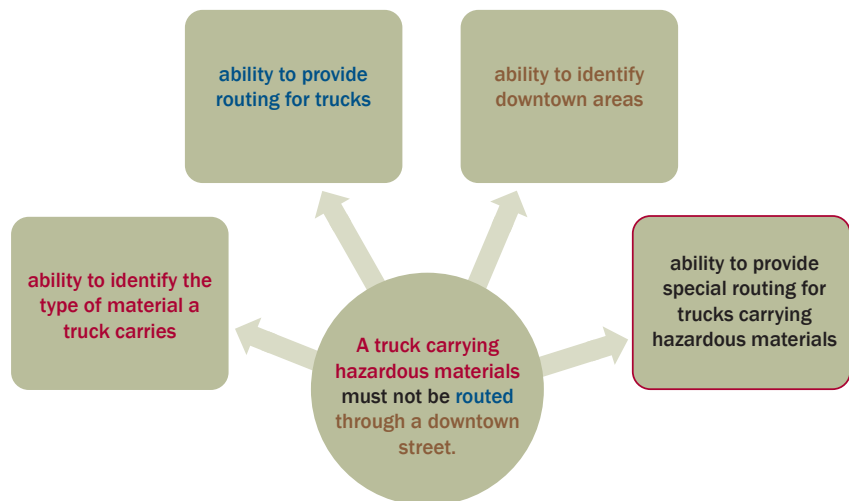 ability to provide
routing for trucks
ability to identify
downtown areas
ability to identify the
type of material a
truck carries
ability to provide
special routing for
trucks carrying
hazardous materials
A truck carrying
hazardous materials
must not be routed
through a downtown
street.